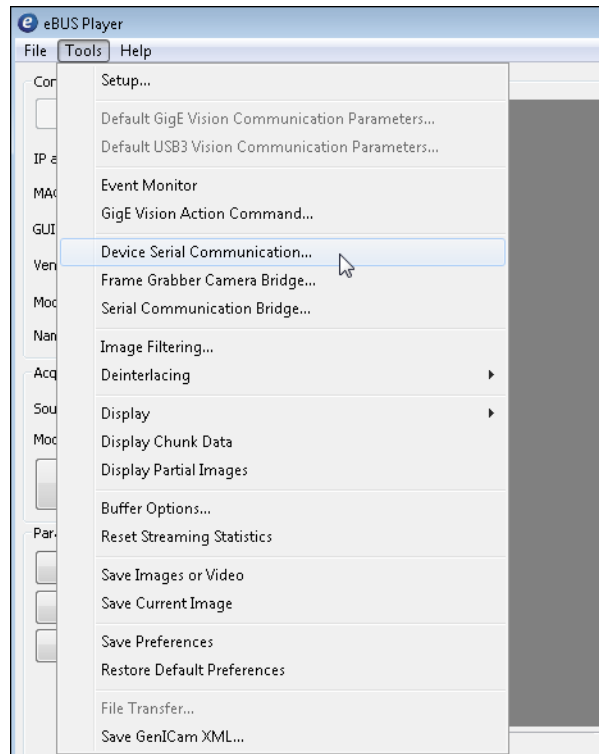 eBUS Player
File Tools Help
Setup...
Default GigE Vision Communication Parameters...
Default USB3 Vision Communication Parameters...
Event Monitor
GigE Vision Action Command...
Device Serial Communication...
Frame Grabber Camera Bridge...
Serial Communication Bridge...
Image Filtering...
Deinterlacing
Display
Display Chunk Data
Display Partial Images
Buffer Options...
Reset Streaming Statistics
Save Images or Video
Save Current Image
Save Preferences
Restore Default Preferences
File Transfer...
Save GenICam XML...